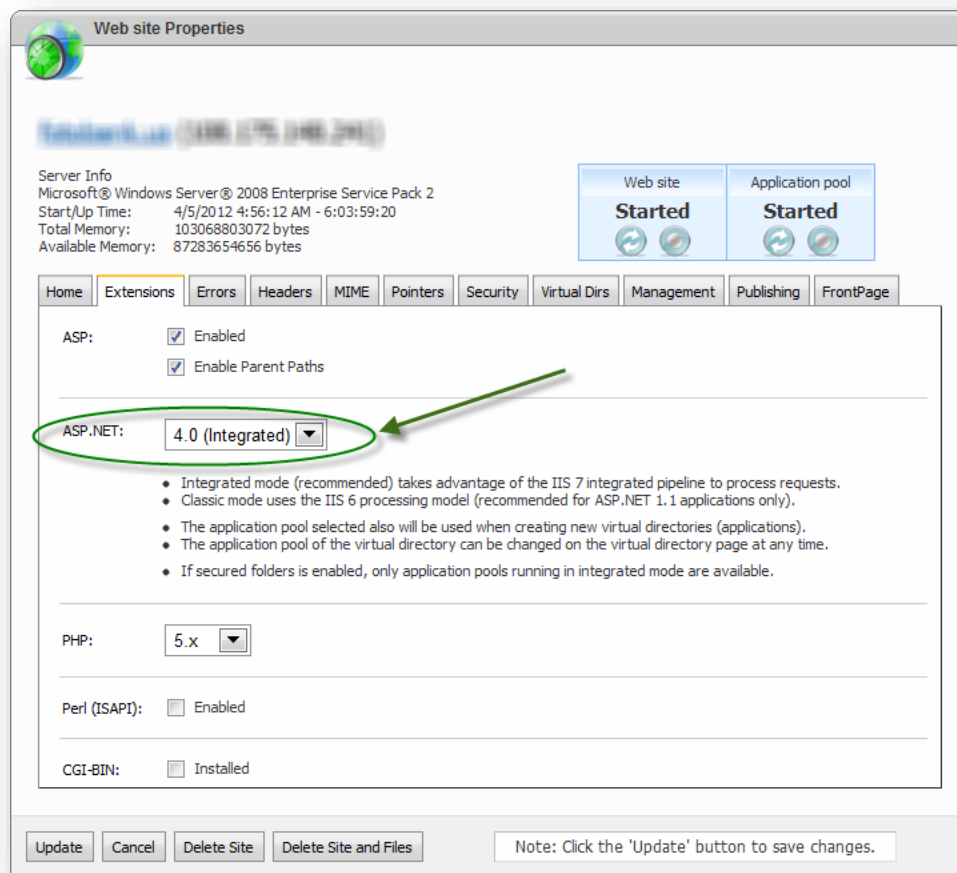 Web site Properties
Server Info
Microsoft® Windows Server® 2008 Enterprise Service Pack 2
Start/Up Time: 4/5/2012 4:56:12 AM - 6:03:59:20
Total Memory: 103068803072 bytes
Available Memory: 87283654656 bytes
Web site Application pool
Started Started
Home Extensions Errors Headers MIME Pointers Security Virtual Dirs Management Publishing FrontPage
ASP: Enabled
Enable Parent Paths
ASP.NET: 4.0 (Integrated)
Integrated mode (recommended) takes advantage of the IIS 7 integrated pipeline to process requests.
Classic mode uses the IIS 6 processing model (recommended for ASP.NET 1.1 applications only).
The application pool selected also will be used when creating new virtual directories (applications).
The application pool of the virtual directory can be changed on the virtual directory page at any time.
If secured folders is enabled, only application pools running in integrated mode are available.
PHP: 5.x
Perl (ISAPI): Enabled
CGI-BIN: Installed
Update Cancel Delete Site Delete Site and Files Note: Click the 'Update' button to save changes.